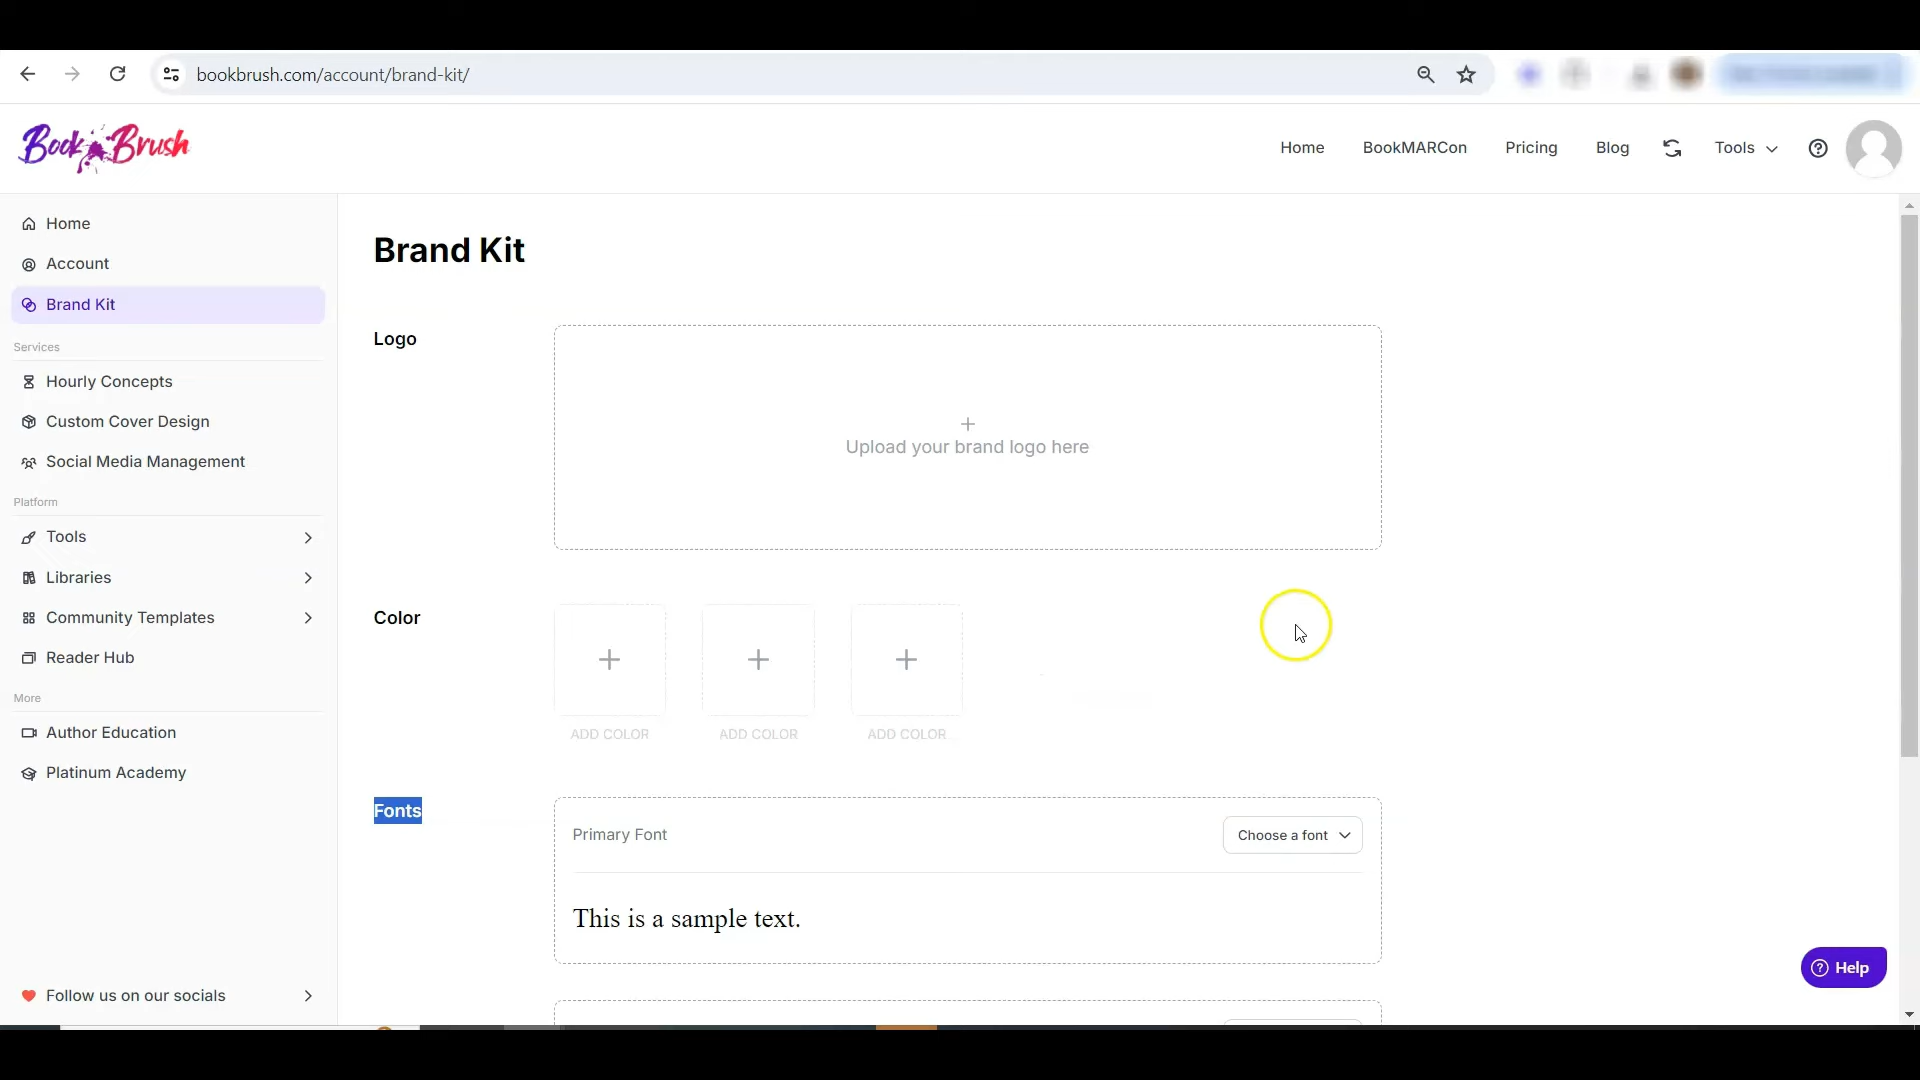 bookbrush.com/account/brand-kit/
Book Brush
Home
BookMARCon
Pricing
Blog
Tools
Home
Account
Brand Kit
Services
Hourly Concepts
Custom Cover Design
Social Media Management
Platform
Tools
Libraries
Community Templates
Reader Hub
More
Author Education
Platinum Academy
Follow us on our socials
Brand Kit
Logo
Upload your brand logo here
Color
ADD COLOR
ADD COLOR
ADD COLOR
Fonts
Primary Font
Choose a font
This is a sample text.
Help